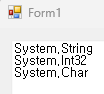 Form1
System.String
System.Int32
System.Char